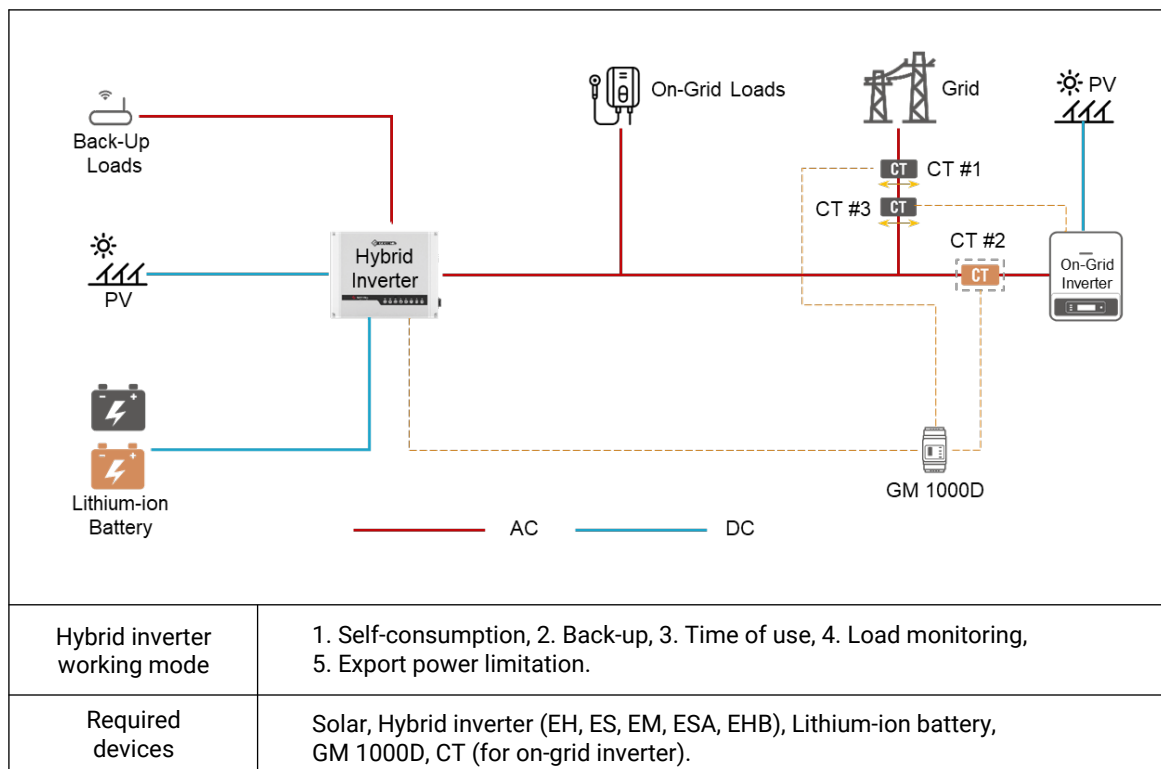 On-Grid Loads
Grid
PV
Back-Up
Loads
CT
CT #1
CT #3
CT
CT #2
Hybrid
Inverter
CT
On-Grid
Inverter
PV
GM 1000D
Lithium-ion
Battery
AC
DC
Hybrid inverter
working mode
1. Self-consumption, 2. Back-up, 3. Time of use, 4. Load monitoring,
5. Export power limitation.
Required
devices
Solar, Hybrid inverter (EH, ES, EM, ESA, EHB), Lithium-ion battery,
GM 1000D, CT (for on-grid inverter).